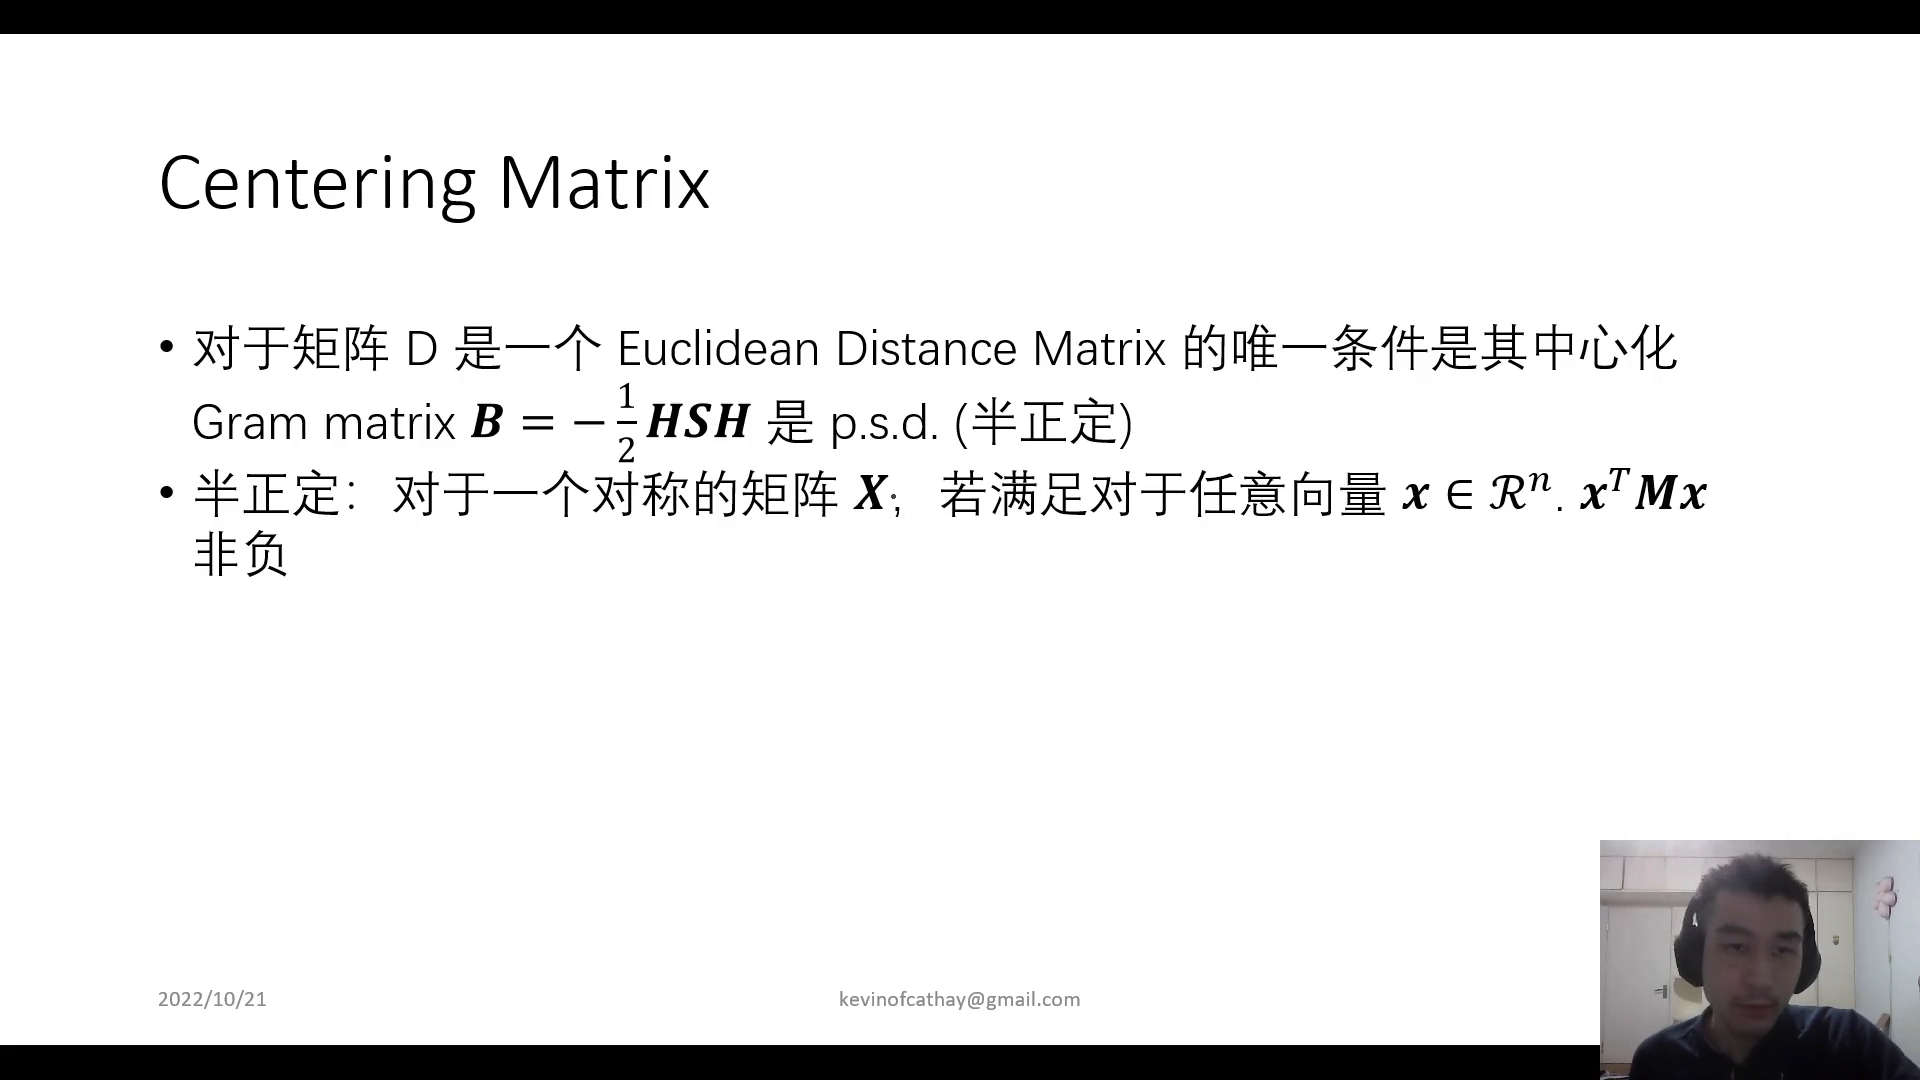 Centering Matrix
• 对于矩阵 D 是一个 Euclidean Distance Matrix 的唯一条件是其中心化
Gram matrix 𝑩 = −½𝑯𝑺𝑯 是 p.s.d. (半正定)
• 半正定：对于一个对称的矩阵 𝑿，若满足对于任意向量 𝒙 ∈ ℛⁿ. 𝒙ᵀ𝑴𝒙
非负
2022/10/21
kevinofcathay@gmail.com